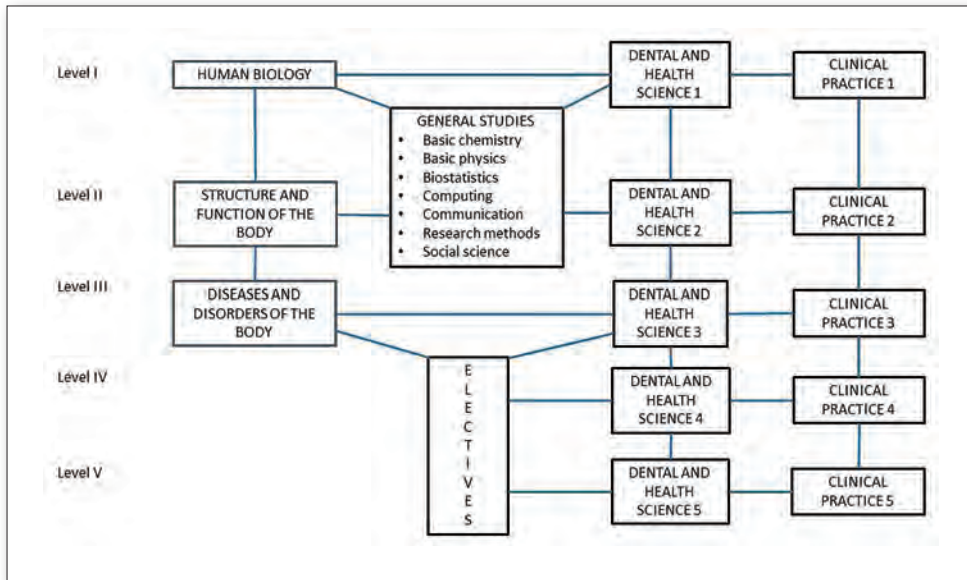 Level I
HUMAN BIOLOGY
DENTAL AND
HEALTH
SCIENCE 1
CLINICAL
PRACTICE 1
GENERAL STUDIES
• Basic chemistry
• Basic physics
• Biostatistics
• Computing
• Communication
• Research methods
• Social science
Level II
STRUCTURE AND
FUNCTION OF THE
BODY
DENTAL AND
HEALTH
SCIENCE 2
CLINICAL
PRACTICE 2
Level III
DISEASES AND
DISORDERS OF THE
BODY
DENTAL AND
HEALTH
SCIENCE 3
CLINICAL
PRACTICE 3
Level IV
E
L
E
C
T
I
V
E
S
DENTAL AND
HEALTH
SCIENCE 4
CLINICAL
PRACTICE 4
Level V
DENTAL AND
HEALTH
SCIENCE 5
CLINICAL
PRACTICE 5